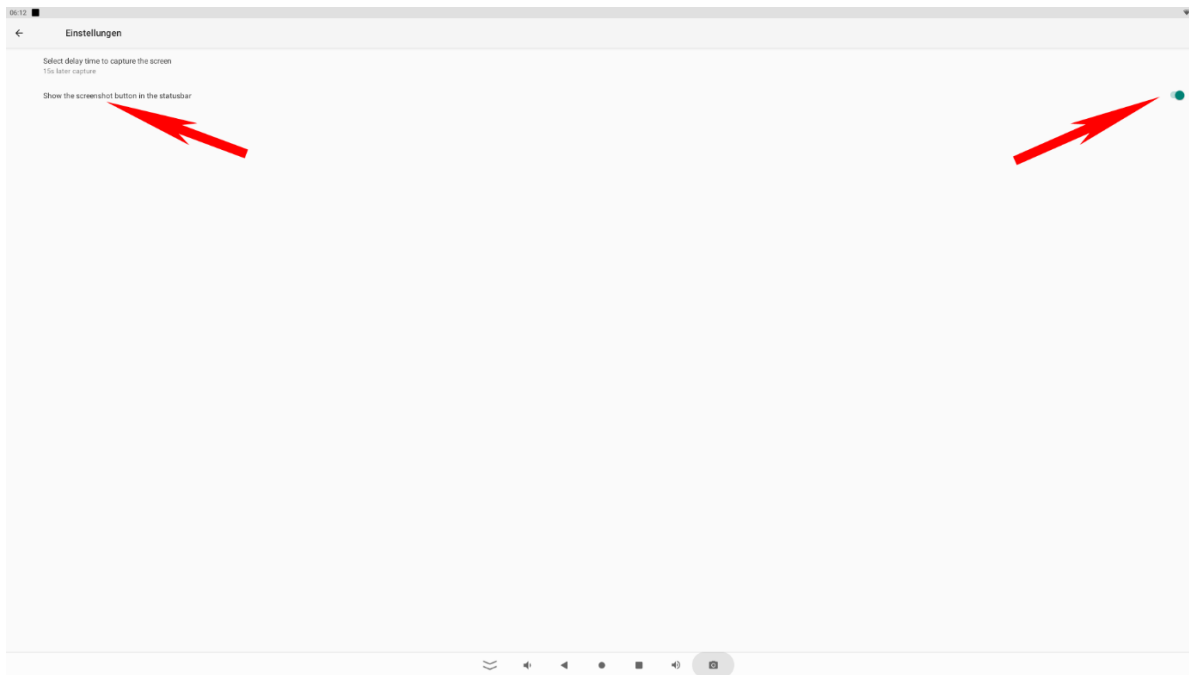 06:12
Einstellungen
Select delay time to capture the screen
15s later capture
Show the screenshot button in the statusbar